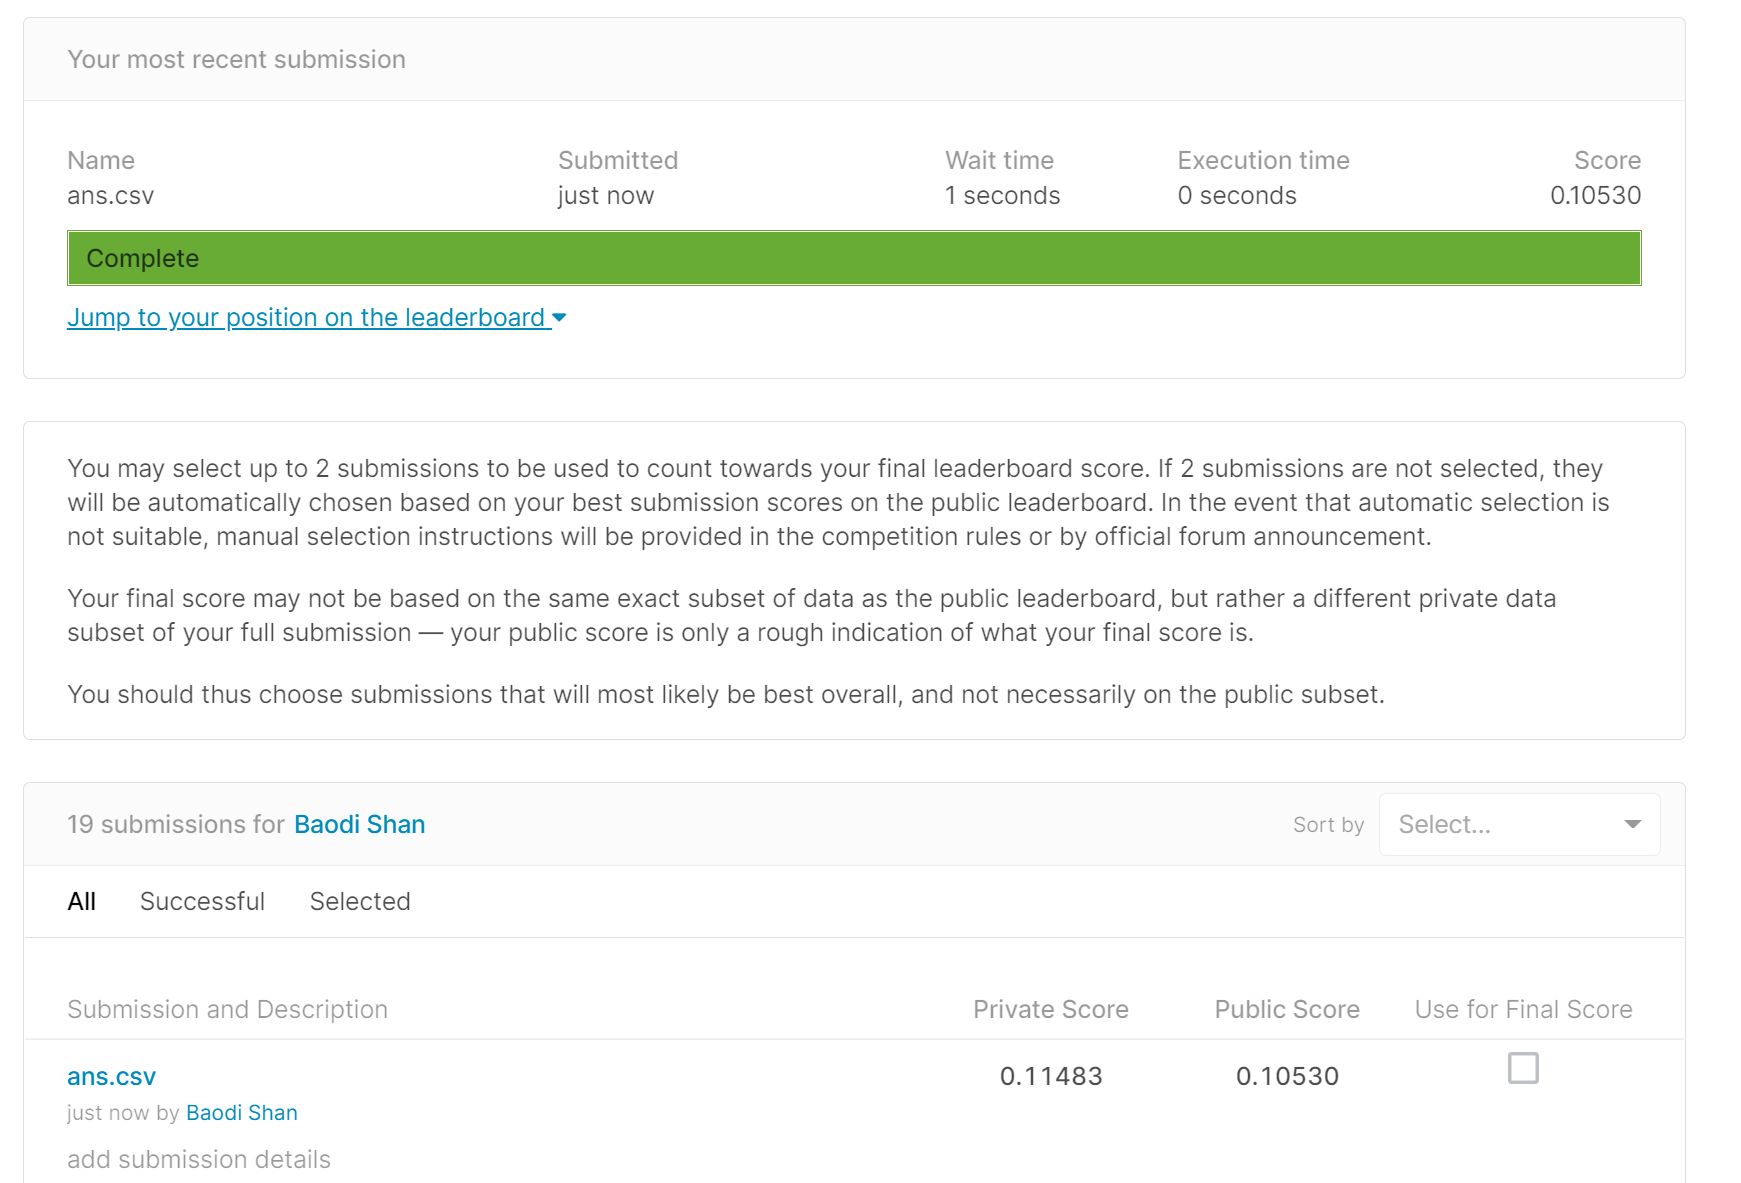 Your most recent submission
Name Submitted Wait time Execution time Score
ans.csv just now 1 seconds 0 seconds 0.10530
Complete
Jump to your position on the leaderboard
You may select up to 2 submissions to be used to count towards your final leaderboard score. If 2 submissions are not selected, they
will be automatically chosen based on your best submission scores on the public leaderboard. In the event that automatic selection is
not suitable, manual selection instructions will be provided in the competition rules or by official forum announcement.
Your final score may not be based on the same exact subset of data as the public leaderboard, but rather a different private data
subset of your full submission — your public score is only a rough indication of what your final score is.
You should thus choose submissions that will most likely be best overall, and not necessarily on the public subset.
19 submissions for Baodi Shan Sort by Select...
All Successful Selected
Submission and Description Private Score Public Score Use for Final Score
ans.csv 0.11483 0.10530
just now by Baodi Shan
add submission details